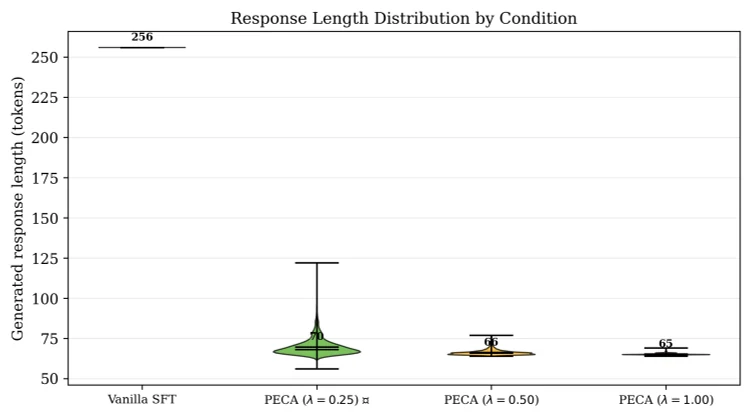 Response Length Distribution by Condition
Generated response length (tokens)
250
225
200
175
150
125
100
75
50
256
70
66
65
Vanilla SFT
PECA (λ = 0.25) ¤
PECA (λ = 0.50)
PECA (λ = 1.00)